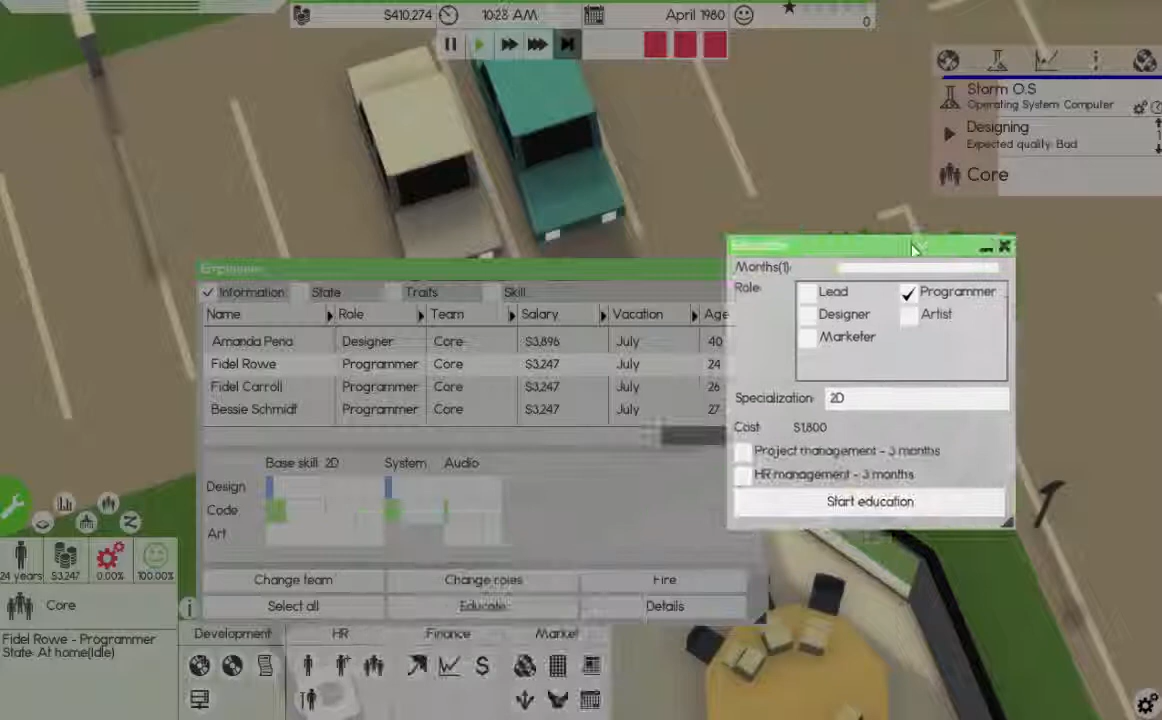 $410,274 10:28 AM April 1980 0
Storm O.S
Operating System Computer
Designing
Expected quality: Bad
Core
Months(1):
Role:
Lead Programmer
Designer Artist
Marketer
Specialization: 2D
Cost: $1,800
Project management - 3 months
HR management - 3 months
Start education
Information State Traits Skill
Name Role Team Salary Vacation Age
Amanda Pena Designer Core $3,896 July 40
Fidel Rowe Programmer Core $3,247 July 24
Fidel Carroll Programmer Core $3,247 July 26
Bessie Schmidt Programmer Core $3,247 July 27
Base skill 2D System Audio
Design
Code
Art
Change team Change roles Fire
Select all Educate Details
24 years $3,247 0.00% 100.00%
Core
Fidel Rowe - Programmer
State: At home(Idle)
Development HR Finance Market